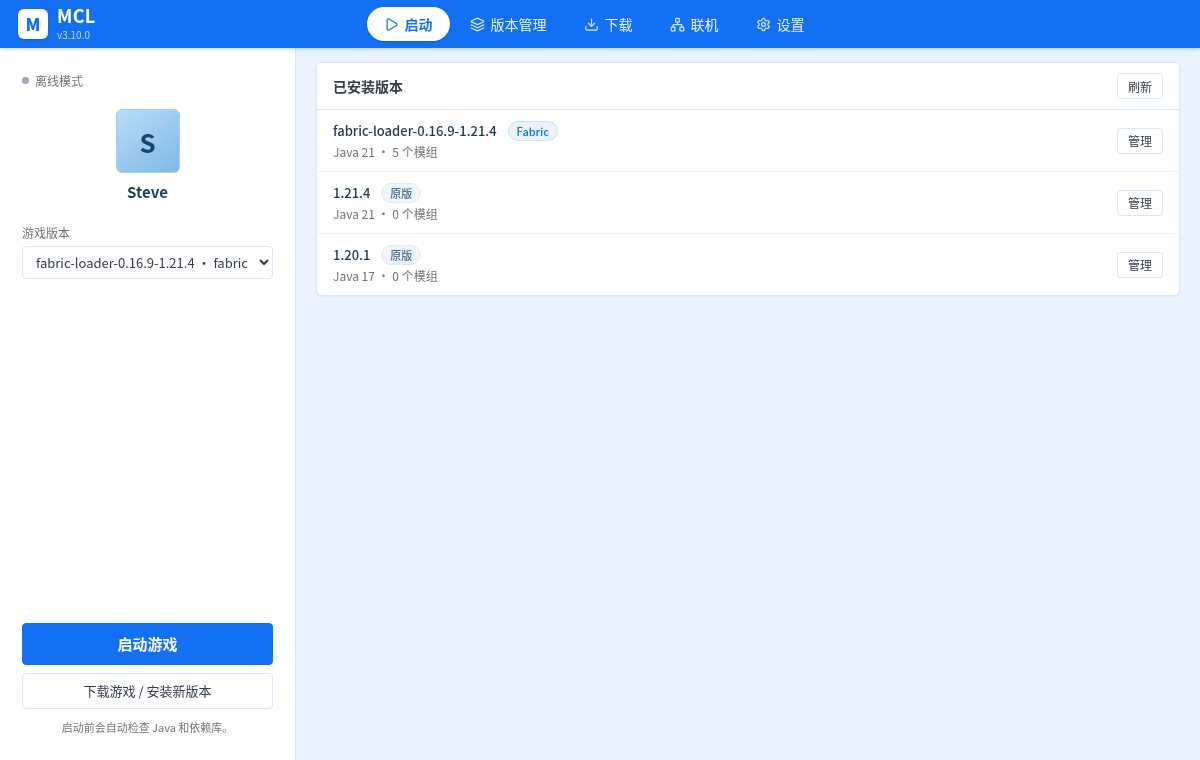 M
MCL
v3.10.0
启动
版本管理
下载
联机
设置
离线模式
S
Steve
游戏版本
fabric-loader-0.16.9-1.21.4 · fabric
启动游戏
下载游戏 / 安装新版本
启动前会自动检查 Java 和依赖库。
已安装版本
刷新
fabric-loader-0.16.9-1.21.4 Fabric
Java 21 · 5 个模组
管理
1.21.4 原版
Java 21 · 0 个模组
管理
1.20.1 原版
Java 17 · 0 个模组
管理